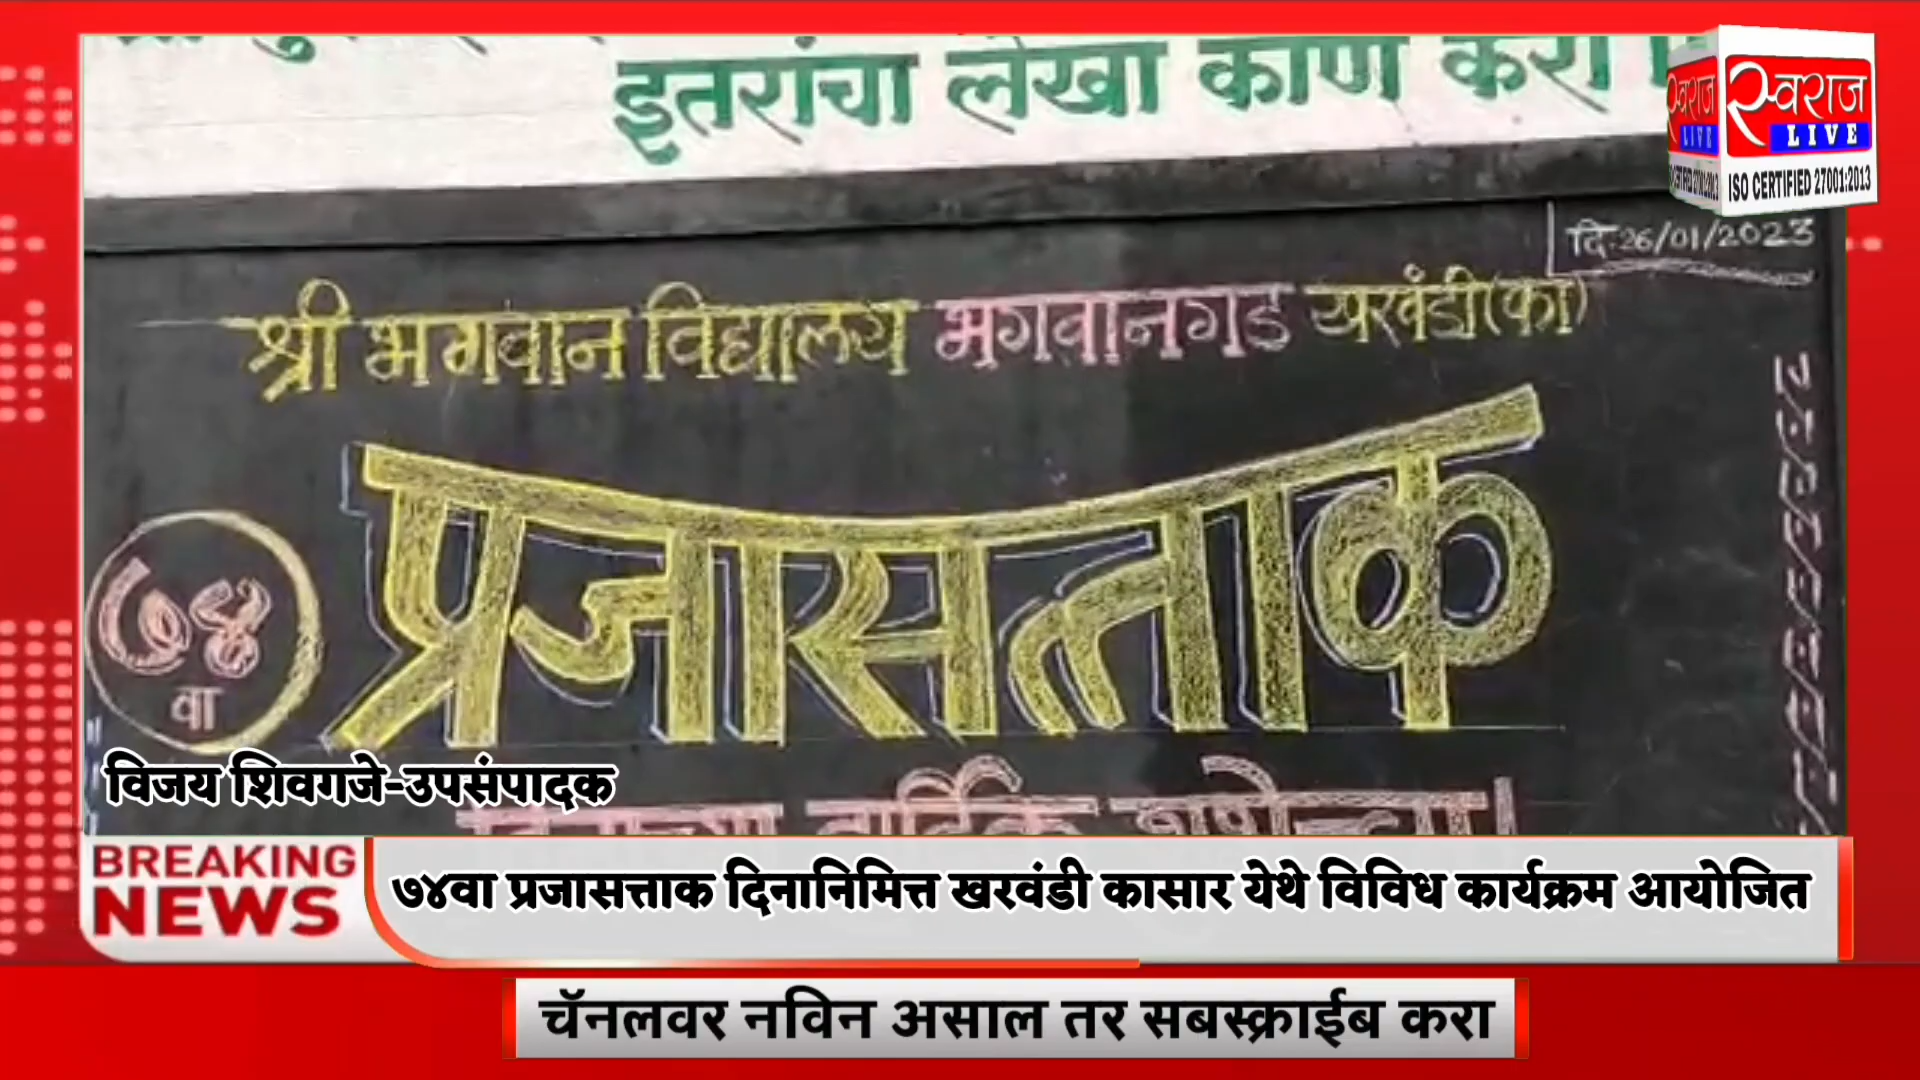 इतरांचा लेखा काण करा
स्वराज
LIVE
ISO CERTIFIED 27001:2013
दि:26/01/2023
श्री भगवान विद्यालय भगवानगड खरवंडी(का)
७४
वा
प्रजासत्ताक
विजय शिवगजे-उपसंपादक
BREAKING
NEWS
७४वा प्रजासत्ताक दिनानिमित्त खरवंडी कासार येथे विविध कार्यक्रम आयोजित
चॅनलवर नविन असाल तर सबस्क्राईब करा